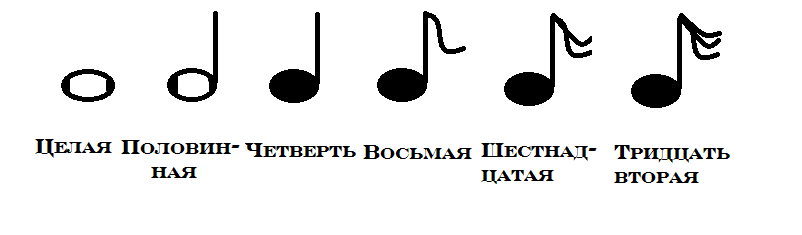 Целая Половин-
ная
Четверть
Восьмая
Шестнад-
цатая
Тридцать
вторая